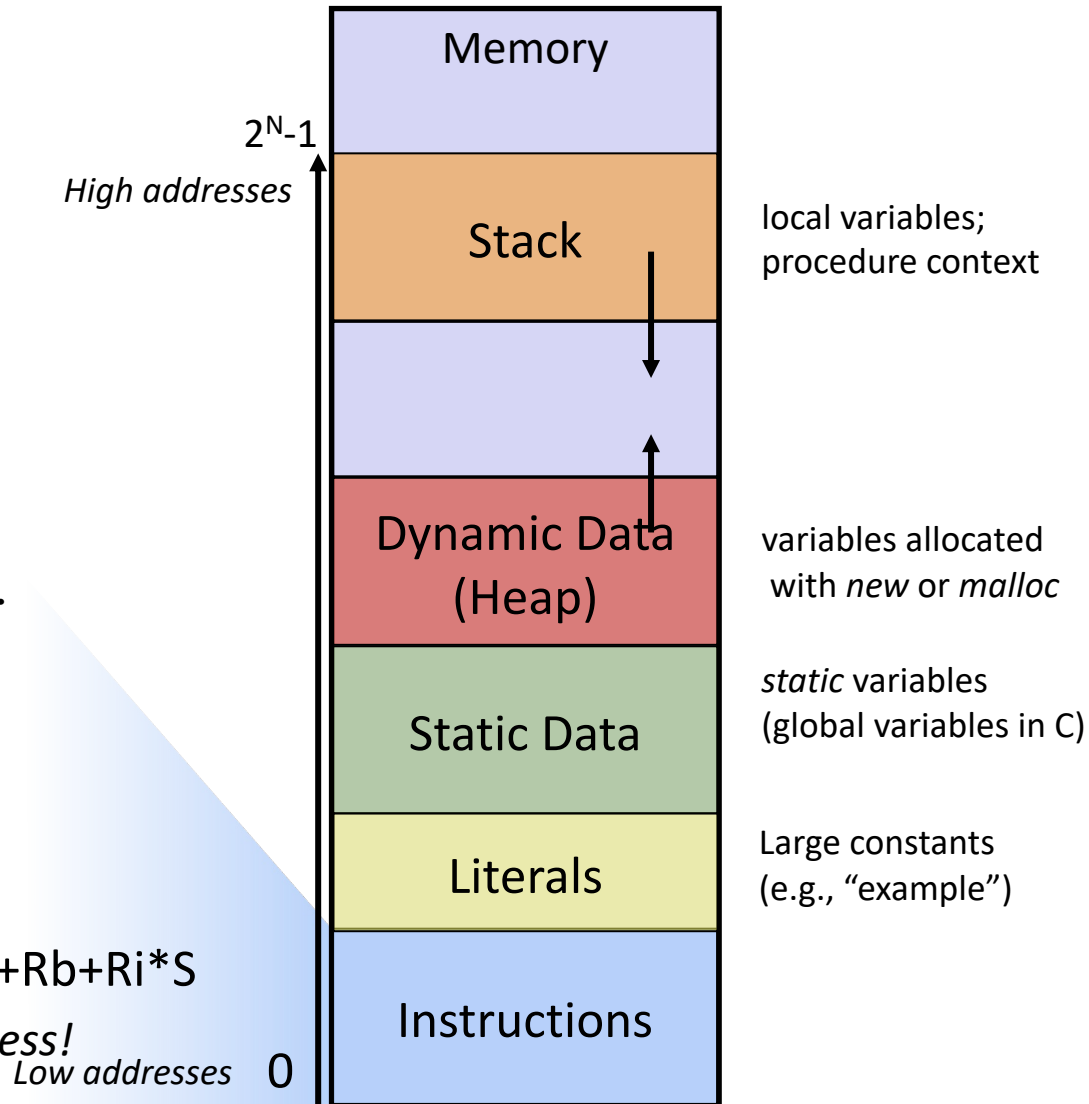 Memory
2ᴺ-1
High addresses
Stack
local variables;
procedure context
Dynamic Data
(Heap)
variables allocated
with new or malloc
.
Static Data
static variables
(global variables in C)
Literals
Large constants
(e.g., “example”)
+Rb+Ri*S
ess!
Instructions
Low addresses 0